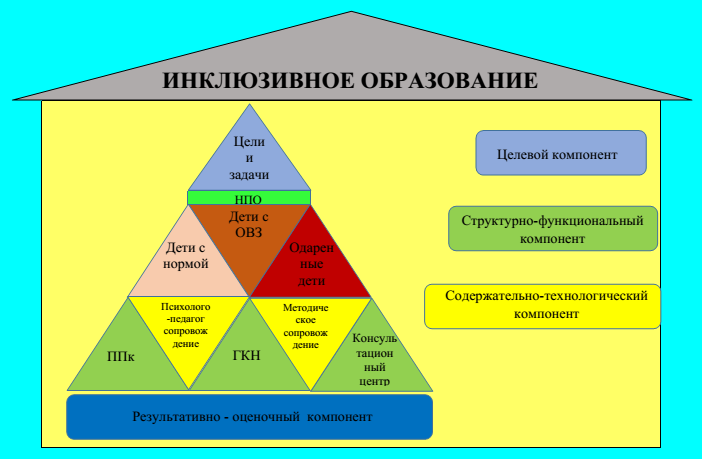 ИНКЛЮЗИВНОЕ ОБРАЗОВАНИЕ
Цели
и
задачи
НПО
Дети с
ОВЗ
Дети с
нормой
Одарен
ные
дети
Психолого
-педагог
сопровож
дение
Методиче
ское
сопровож
дение
ППк
ГКН
Консуль
тацион
ный
центр
Результативно - оценочный компонент
Целевой компонент
Структурно-функциональный
компонент
Содержательно-технологический
компонент